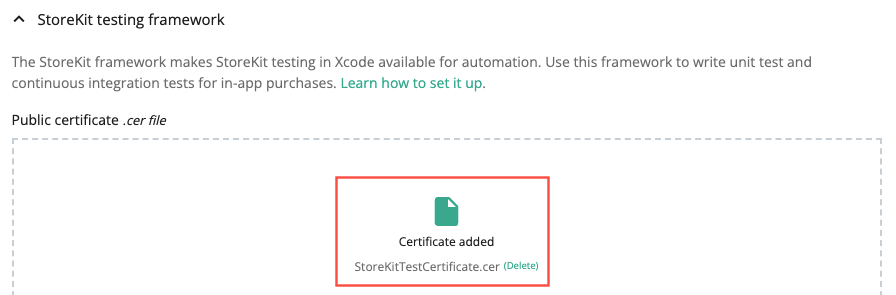 StoreKit testing framework
The StoreKit framework makes StoreKit testing in Xcode available for automation. Use this framework to write unit test and
continuous integration tests for in-app purchases. Learn how to set it up.
Public certificate .cer file
Certificate added
StoreKitTestCertificate.cer (Delete)